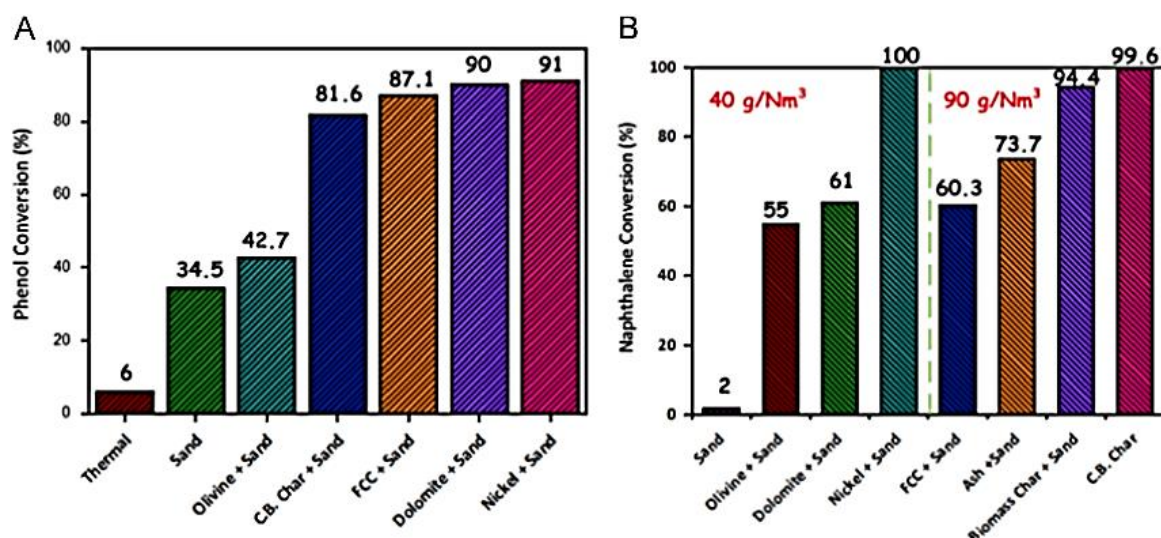 A
Phenol Conversion (%)
100
80
60
40
20
0
6
34.5
42.7
81.6
87.1
90
91
Thermal
Sand
Olivine + Sand
C.B. Char + Sand
FCC + Sand
Dolomite + Sand
Nickel + Sand
B
Naphthalene Conversion (%)
100
80
60
40
20
0
40 g/Nm³
90 g/Nm³
2
55
61
100
60.3
73.7
94.4
99.6
Sand
Olivine + Sand
Dolomite + Sand
Nickel + Sand
FCC + Sand
Ash +Sand
Biomass Char + Sand
C.B. Char